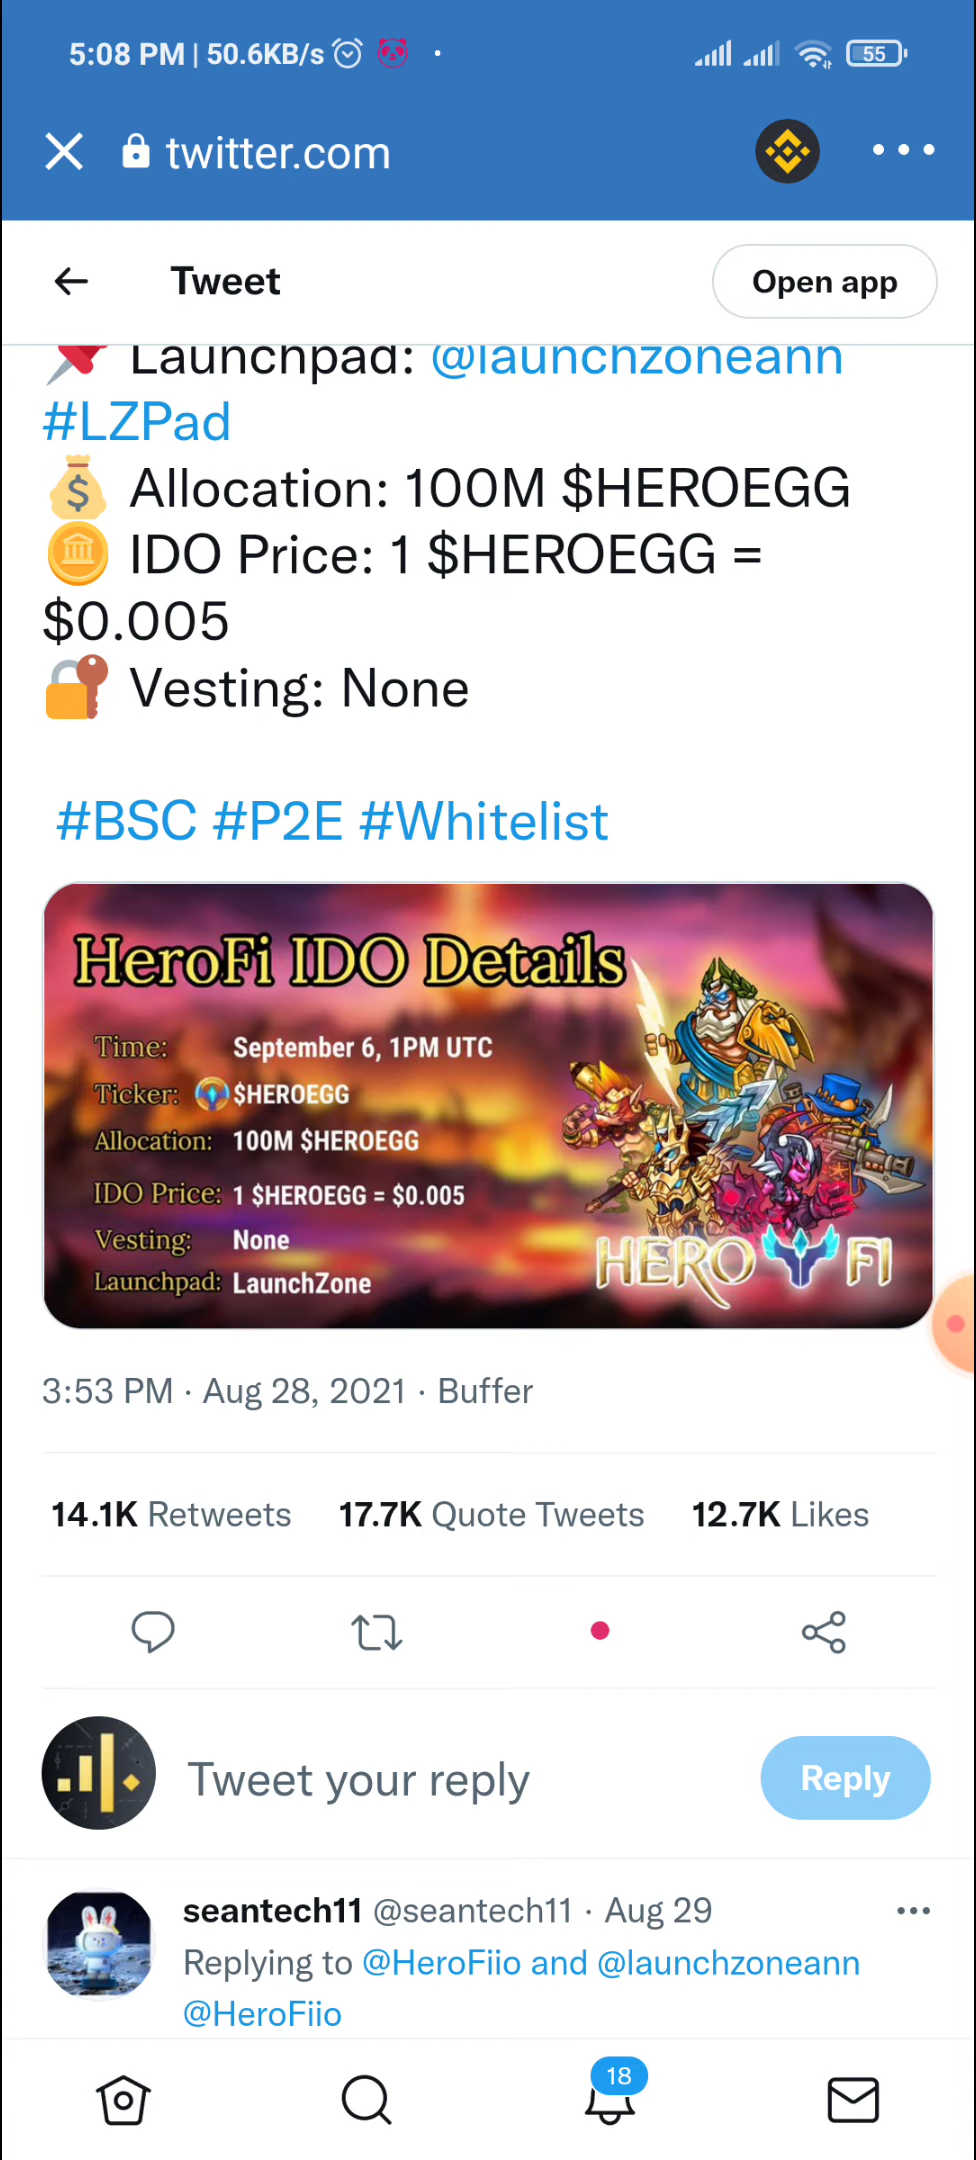 5:08 PM | 50.6KB/s
55
twitter.com
Tweet
Open app
Launchpad: @launchzoneann
#LZPad
Allocation: 100M $HEROEGG
IDO Price: 1 $HEROEGG =
$0.005
Vesting: None
#BSC #P2E #Whitelist
HeroFi IDO Details
Time: September 6, 1PM UTC
Ticker: $HEROEGG
Allocation: 100M $HEROEGG
IDO Price: 1 $HEROEGG = $0.005
Vesting: None
Launchpad: LaunchZone
HERO FI
3:53 PM · Aug 28, 2021 · Buffer
14.1K Retweets 17.7K Quote Tweets 12.7K Likes
Tweet your reply
Reply
seantech11 @seantech11 · Aug 29
Replying to @HeroFiio and @launchzoneann
@HeroFiio
18